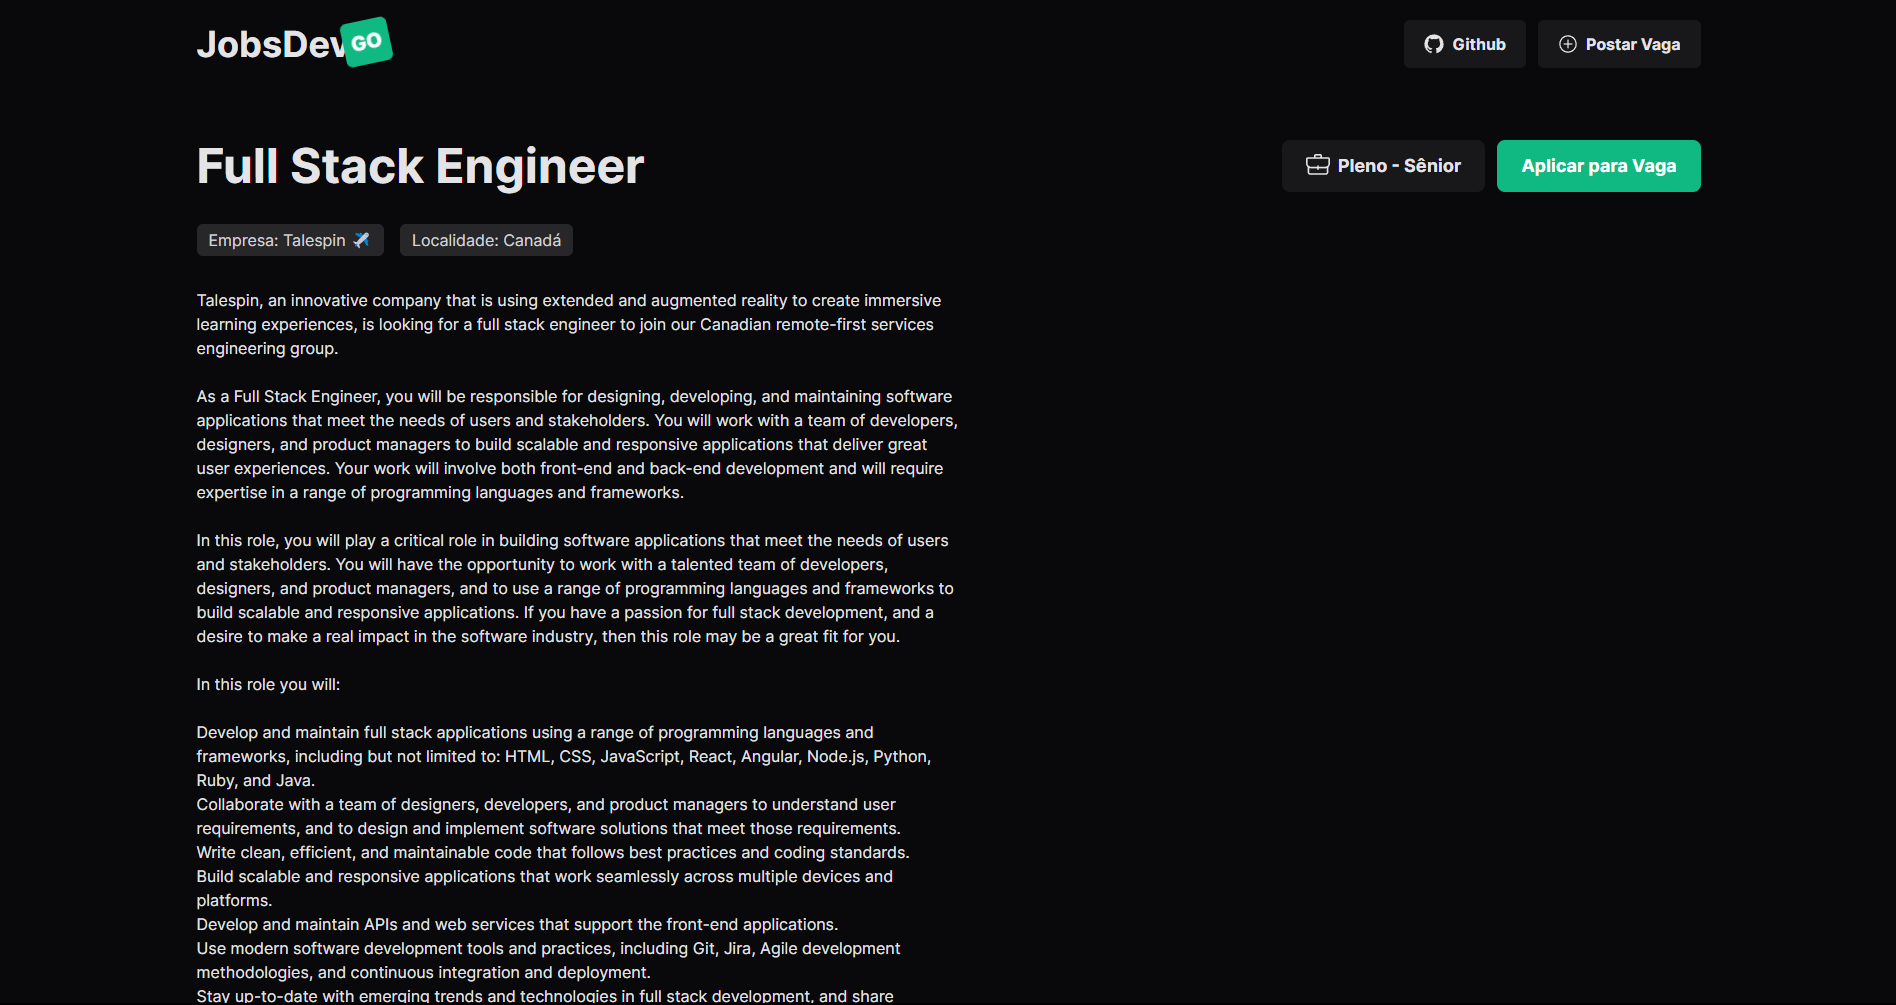 JobsDev GO
Github
Postar Vaga
Full Stack Engineer
Pleno - Sênior
Aplicar para Vaga
Empresa: Talespin ✈️
Localidade: Canadá
Talespin, an innovative company that is using extended and augmented reality to create immersive
learning experiences, is looking for a full stack engineer to join our Canadian remote-first services
engineering group.
As a Full Stack Engineer, you will be responsible for designing, developing, and maintaining software
applications that meet the needs of users and stakeholders. You will work with a team of developers,
designers, and product managers to build scalable and responsive applications that deliver great
user experiences. Your work will involve both front-end and back-end development and will require
expertise in a range of programming languages and frameworks.
In this role, you will play a critical role in building software applications that meet the needs of users
and stakeholders. You will have the opportunity to work with a talented team of developers,
designers, and product managers, and to use a range of programming languages and frameworks to
build scalable and responsive applications. If you have a passion for full stack development, and a
desire to make a real impact in the software industry, then this role may be a great fit for you.
In this role you will:
Develop and maintain full stack applications using a range of programming languages and
frameworks, including but not limited to: HTML, CSS, JavaScript, React, Angular, Node.js, Python,
Ruby, and Java.
Collaborate with a team of designers, developers, and product managers to understand user
requirements, and to design and implement software solutions that meet those requirements.
Write clean, efficient, and maintainable code that follows best practices and coding standards.
Build scalable and responsive applications that work seamlessly across multiple devices and
platforms.
Develop and maintain APIs and web services that support the front-end applications.
Use modern software development tools and practices, including Git, Jira, Agile development
methodologies, and continuous integration and deployment.
Stay up-to-date with emerging trends and technologies in full stack development, and share